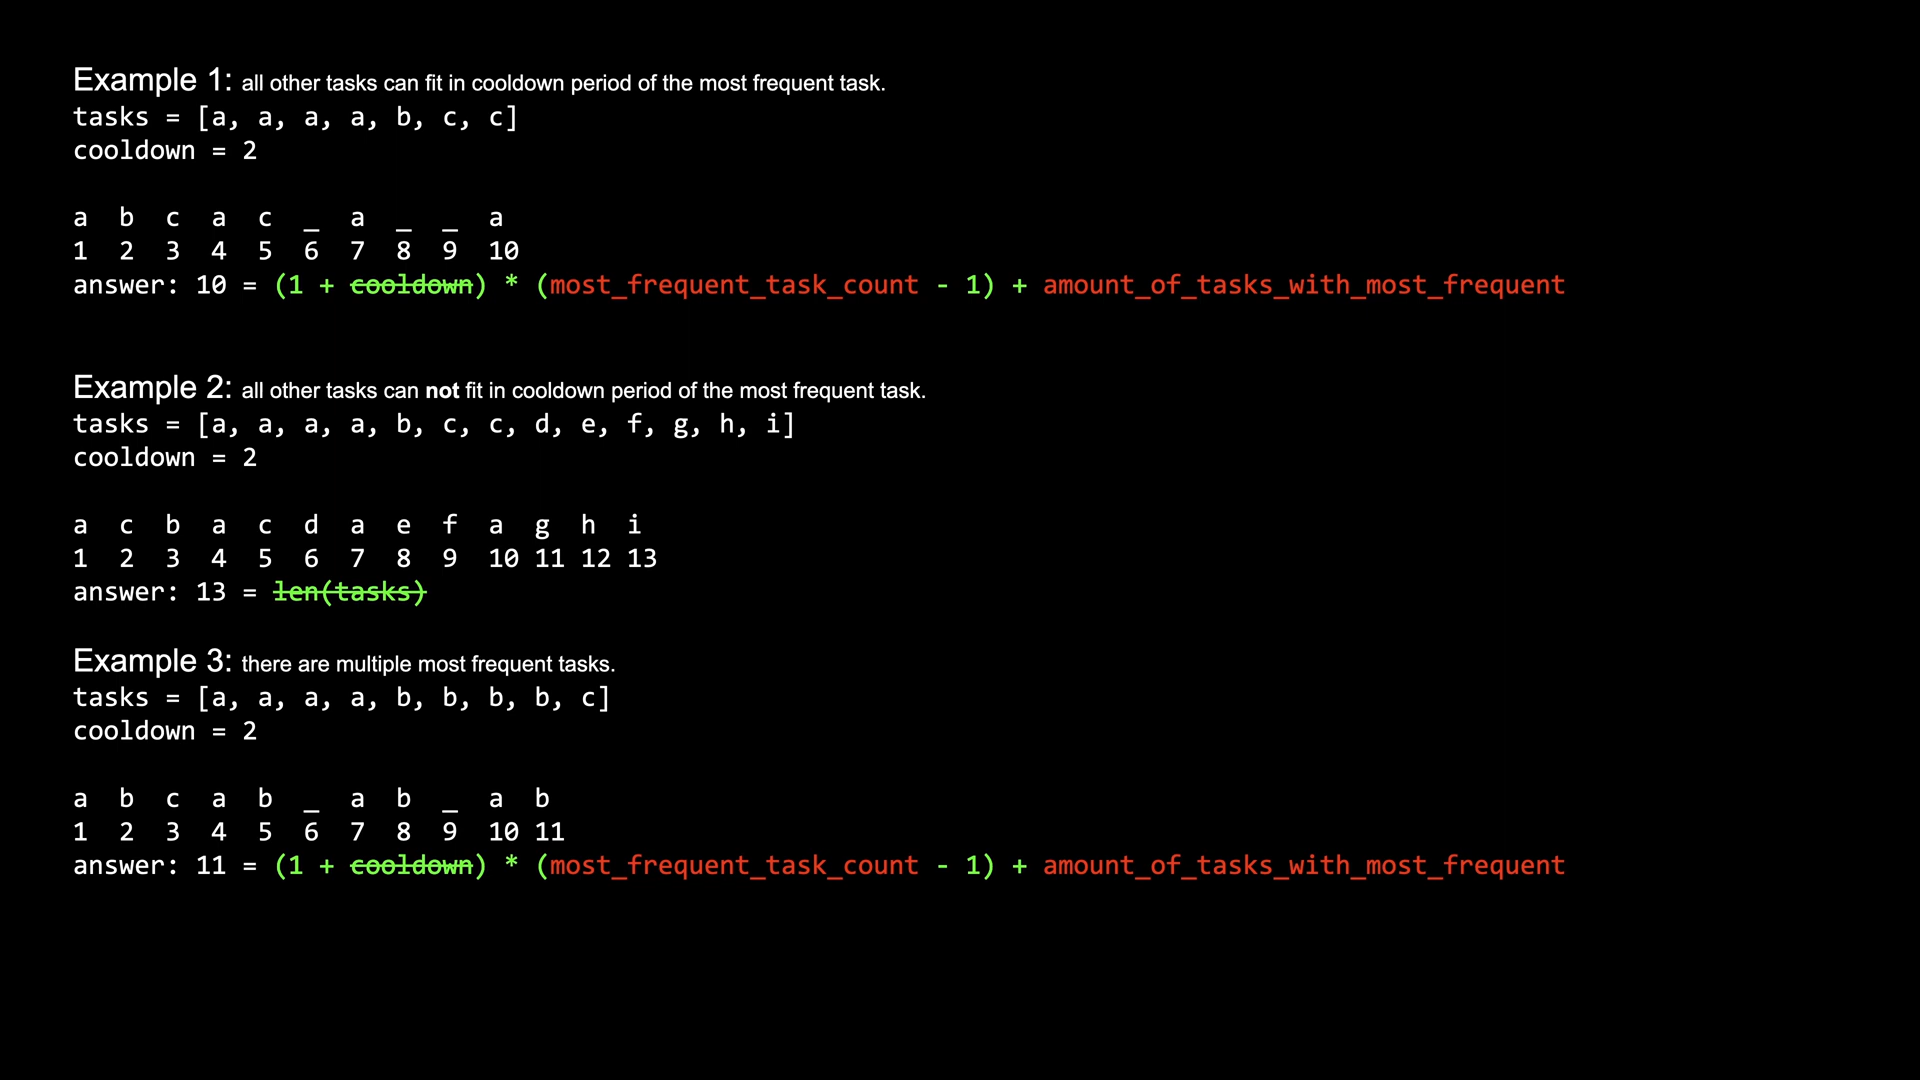 Example 1: all other tasks can fit in cooldown period of the most frequent task.
tasks = [a, a, a, a, b, c, c]
cooldown = 2
a b c a c _ a _ _ a
1 2 3 4 5 6 7 8 9 10
answer: 10 = (1 + cooldown) * (most_frequent_task_count - 1) + amount_of_tasks_with_most_frequent
Example 2: all other tasks can not fit in cooldown period of the most frequent task.
tasks = [a, a, a, a, b, c, c, d, e, f, g, h, i]
cooldown = 2
a c b a c d a e f a g h i
1 2 3 4 5 6 7 8 9 10 11 12 13
answer: 13 = len(tasks)
Example 3: there are multiple most frequent tasks.
tasks = [a, a, a, a, b, b, b, b, c]
cooldown = 2
a b c a b _ a b _ a b
1 2 3 4 5 6 7 8 9 10 11
answer: 11 = (1 + cooldown) * (most_frequent_task_count - 1) + amount_of_tasks_with_most_frequent